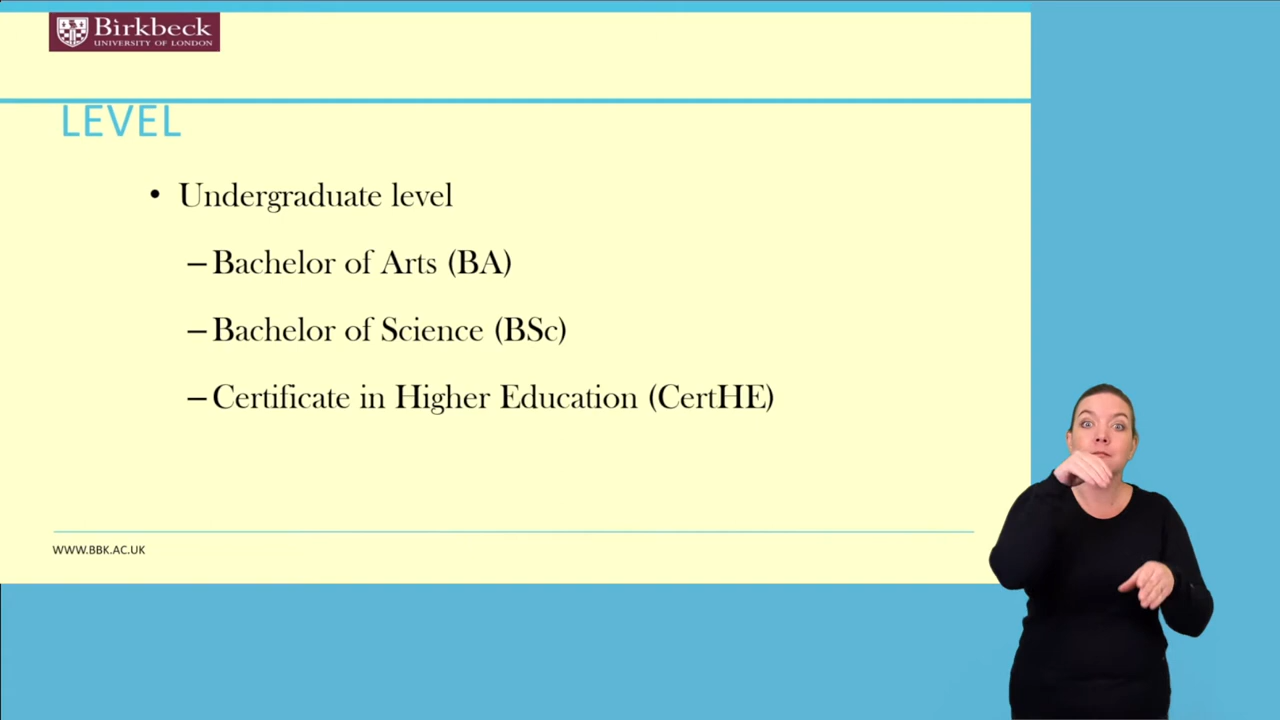 Birkbeck
UNIVERSITY OF LONDON
LEVEL
• Undergraduate level
– Bachelor of Arts (BA)
– Bachelor of Science (BSc)
– Certificate in Higher Education (CertHE)
WWW.BBK.AC.UK